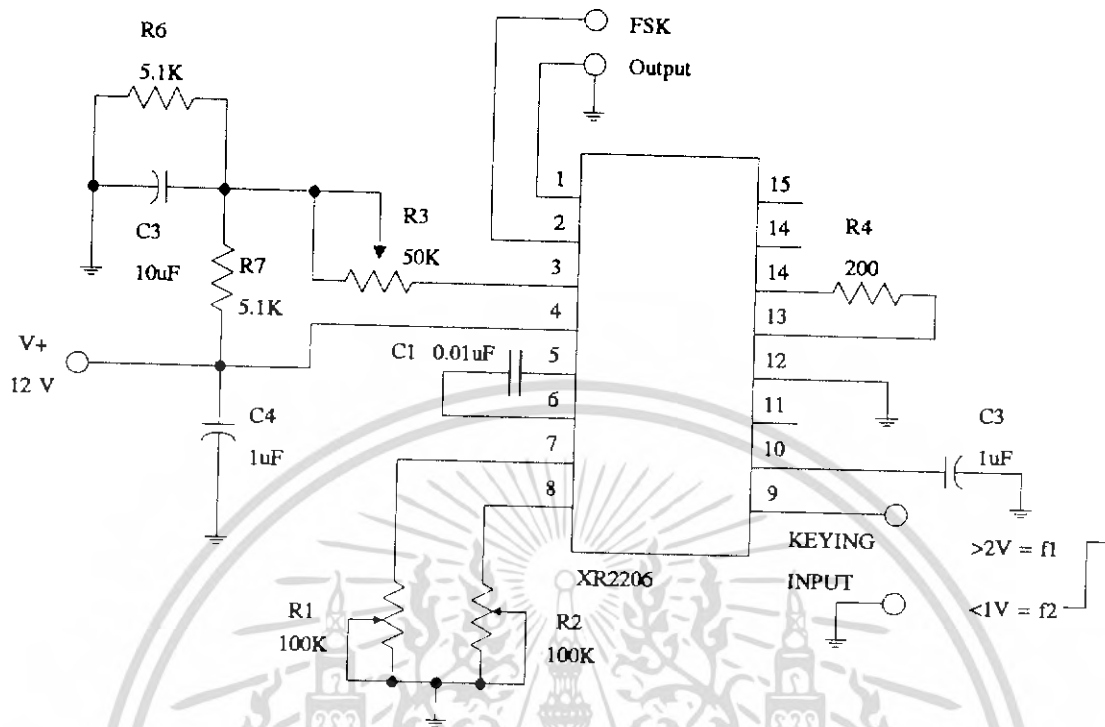 FSK
Output
R6
5.1K
C3
10uF
R7
5.1K
R3
50K
V+
12 V
C4
1uF
C1 0.01uF
1
2
3
4
5
6
7
8
15
14
14
13
12
11
10
9
R4
200
C3
1uF
XR2206
KEYING
INPUT
>2V = f1
<1V = f2
R1
100K
R2
100K